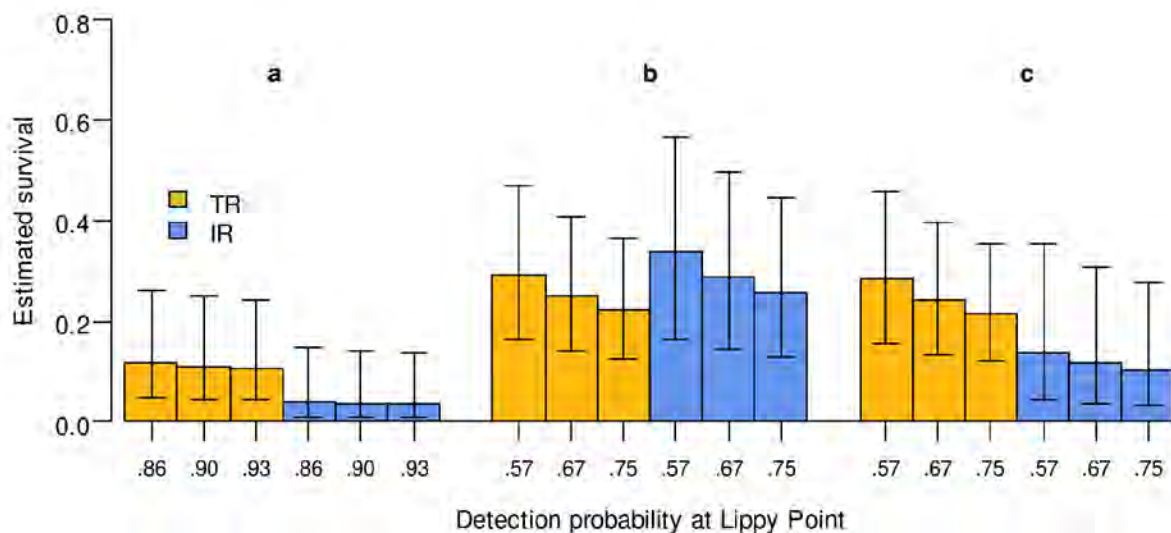 0.8
0.6
0.4
0.2
0.0
Estimated survival
a
b
c
TR
IR
.86 .90 .93 .86 .90 .93 .57 .67 .75 .57 .67 .75 .57 .67 .75 .57 .67 .75
Detection probability at Lippy Point